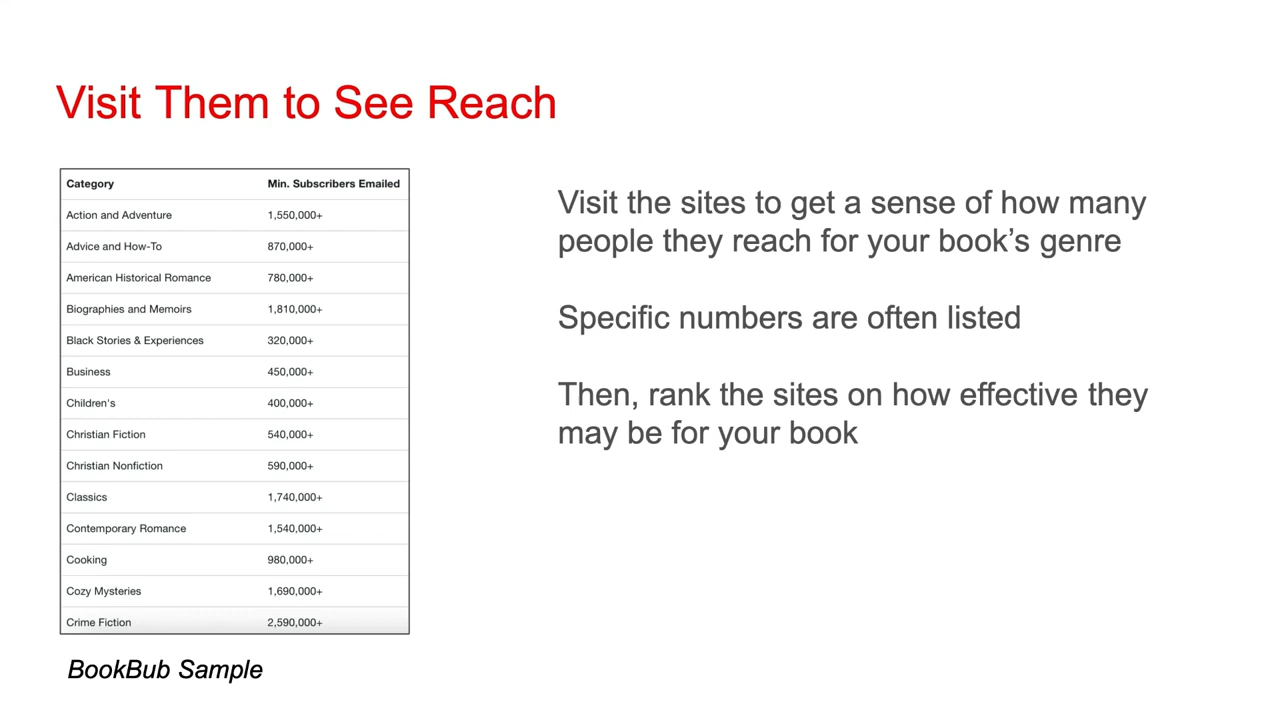 Visit Them to See Reach
Category Min. Subscribers Emailed
Action and Adventure 1,550,000+
Advice and How-To 870,000+
American Historical Romance 780,000+
Biographies and Memoirs 1,810,000+
Black Stories & Experiences 320,000+
Business 450,000+
Children's 400,000+
Christian Fiction 540,000+
Christian Nonfiction 590,000+
Classics 1,740,000+
Contemporary Romance 1,540,000+
Cooking 980,000+
Cozy Mysteries 1,690,000+
Crime Fiction 2,590,000+
BookBub Sample
Visit the sites to get a sense of how many
people they reach for your book’s genre
Specific numbers are often listed
Then, rank the sites on how effective they
may be for your book